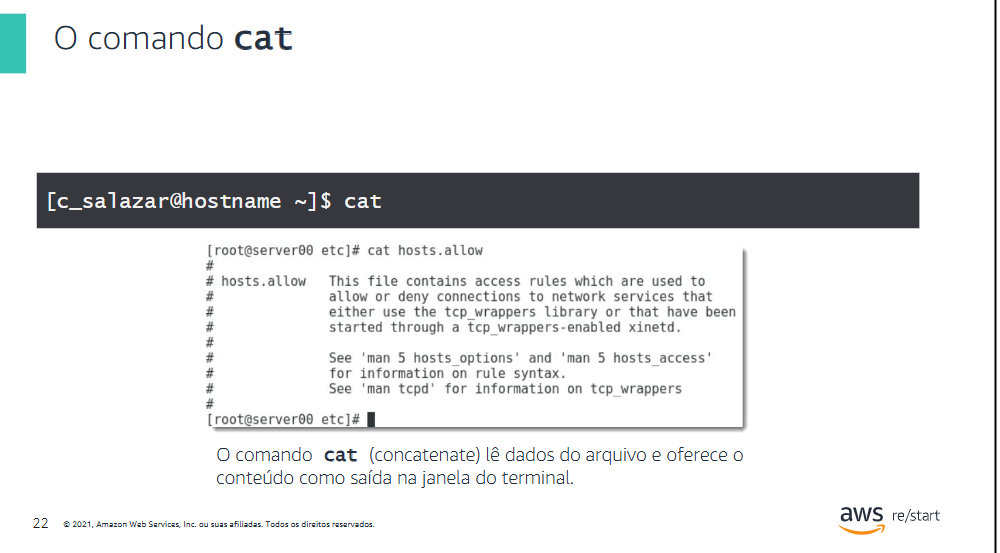 O comando cat
[c_salazar@hostname ~]$ cat
[root@server00 etc]# cat hosts.allow
#
# hosts.allow   This file contains access rules which are used to
#               allow or deny connections to network services that
#               either use the tcp_wrappers library or that have been
#               started through a tcp_wrappers-enabled xinetd.
#
#               See 'man 5 hosts_options' and 'man 5 hosts_access'
#               for information on rule syntax.
#               See 'man tcpd' for information on tcp_wrappers
#
[root@server00 etc]#
O comando cat (concatenate) lê dados do arquivo e oferece o
conteúdo como saída na janela do terminal.
22 © 2021, Amazon Web Services, Inc. ou suas afiliadas. Todos os direitos reservados.
aws re/start